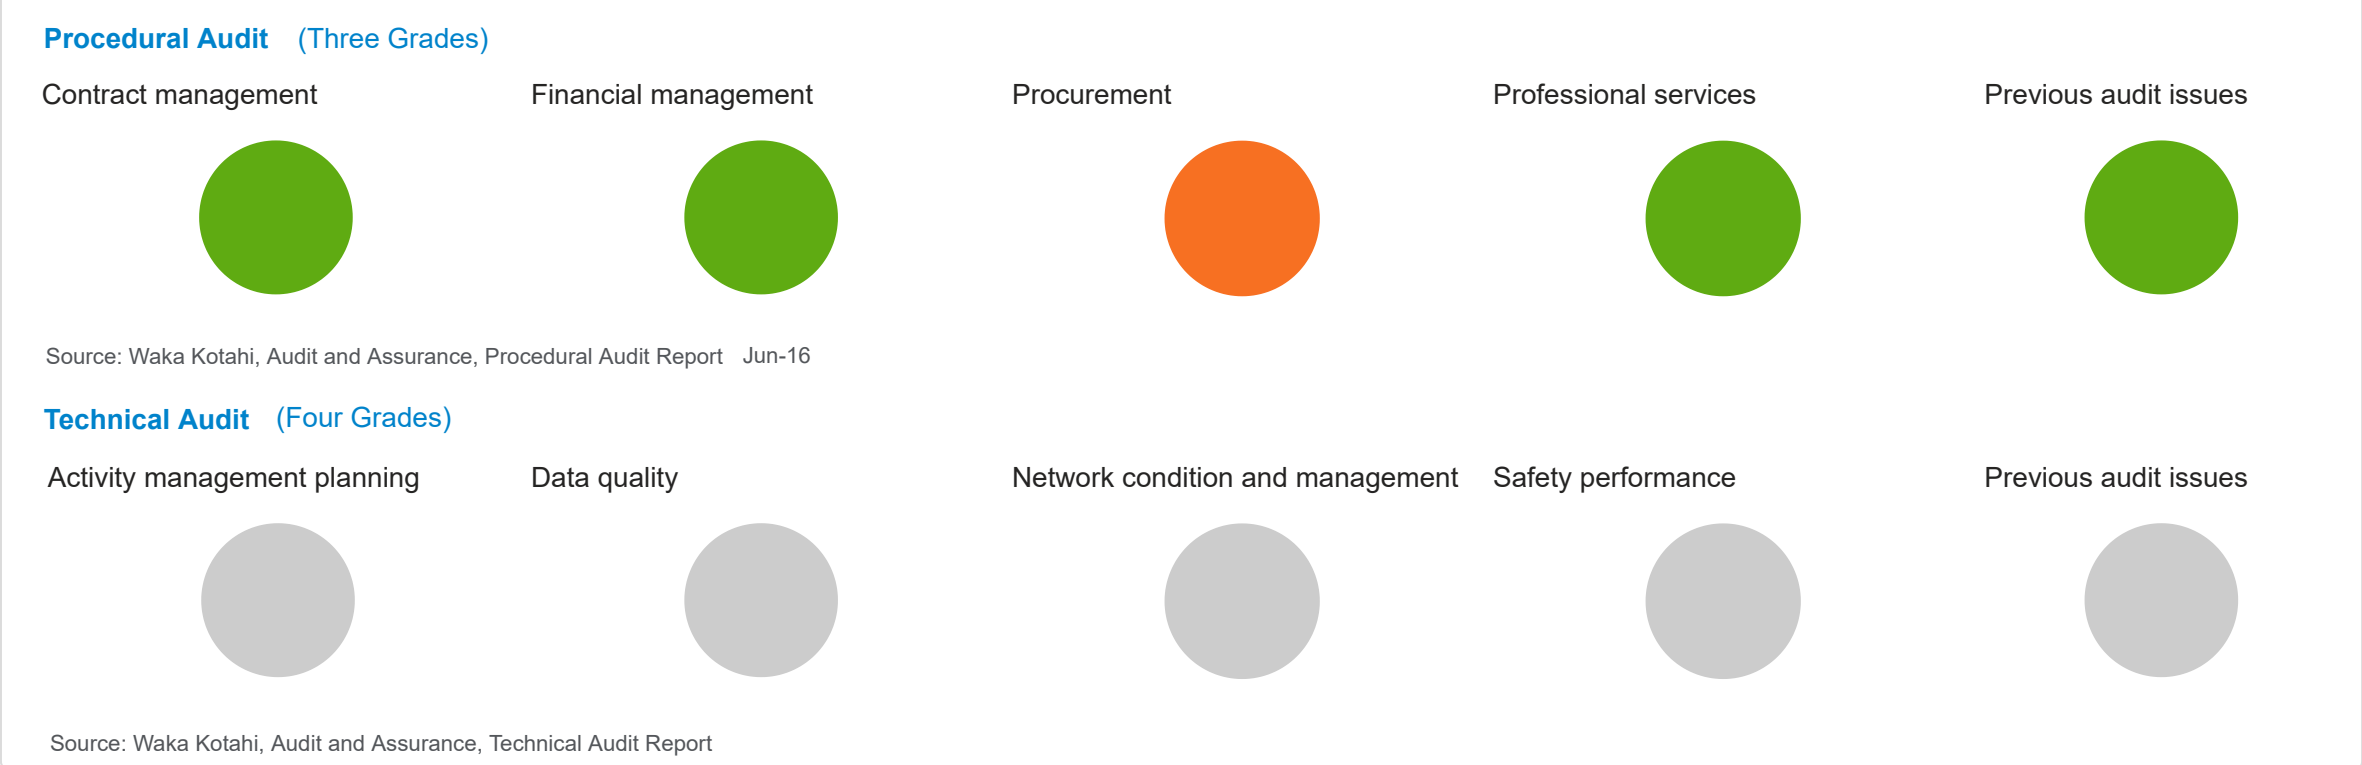 Procedural Audit (Three Grades)
Contract management
Financial management
Procurement
Professional services
Previous audit issues
Source: Waka Kotahi, Audit and Assurance, Procedural Audit Report Jun-16
Technical Audit (Four Grades)
Activity management planning
Data quality
Network condition and management
Safety performance
Previous audit issues
Source: Waka Kotahi, Audit and Assurance, Technical Audit Report